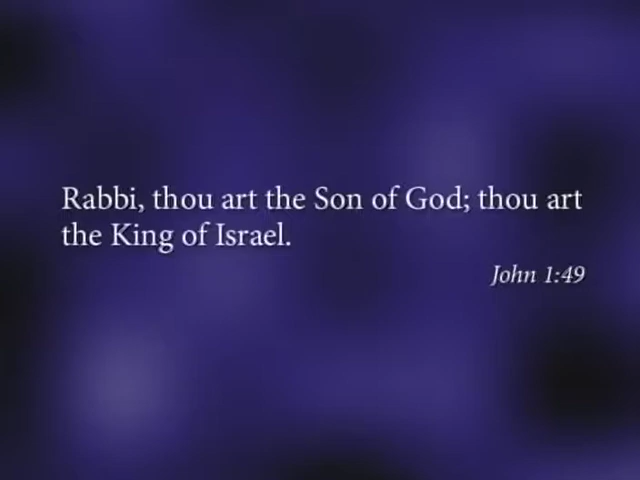 Rabbi, thou art the Son of God; thou art
the King of Israel.
John 1:49